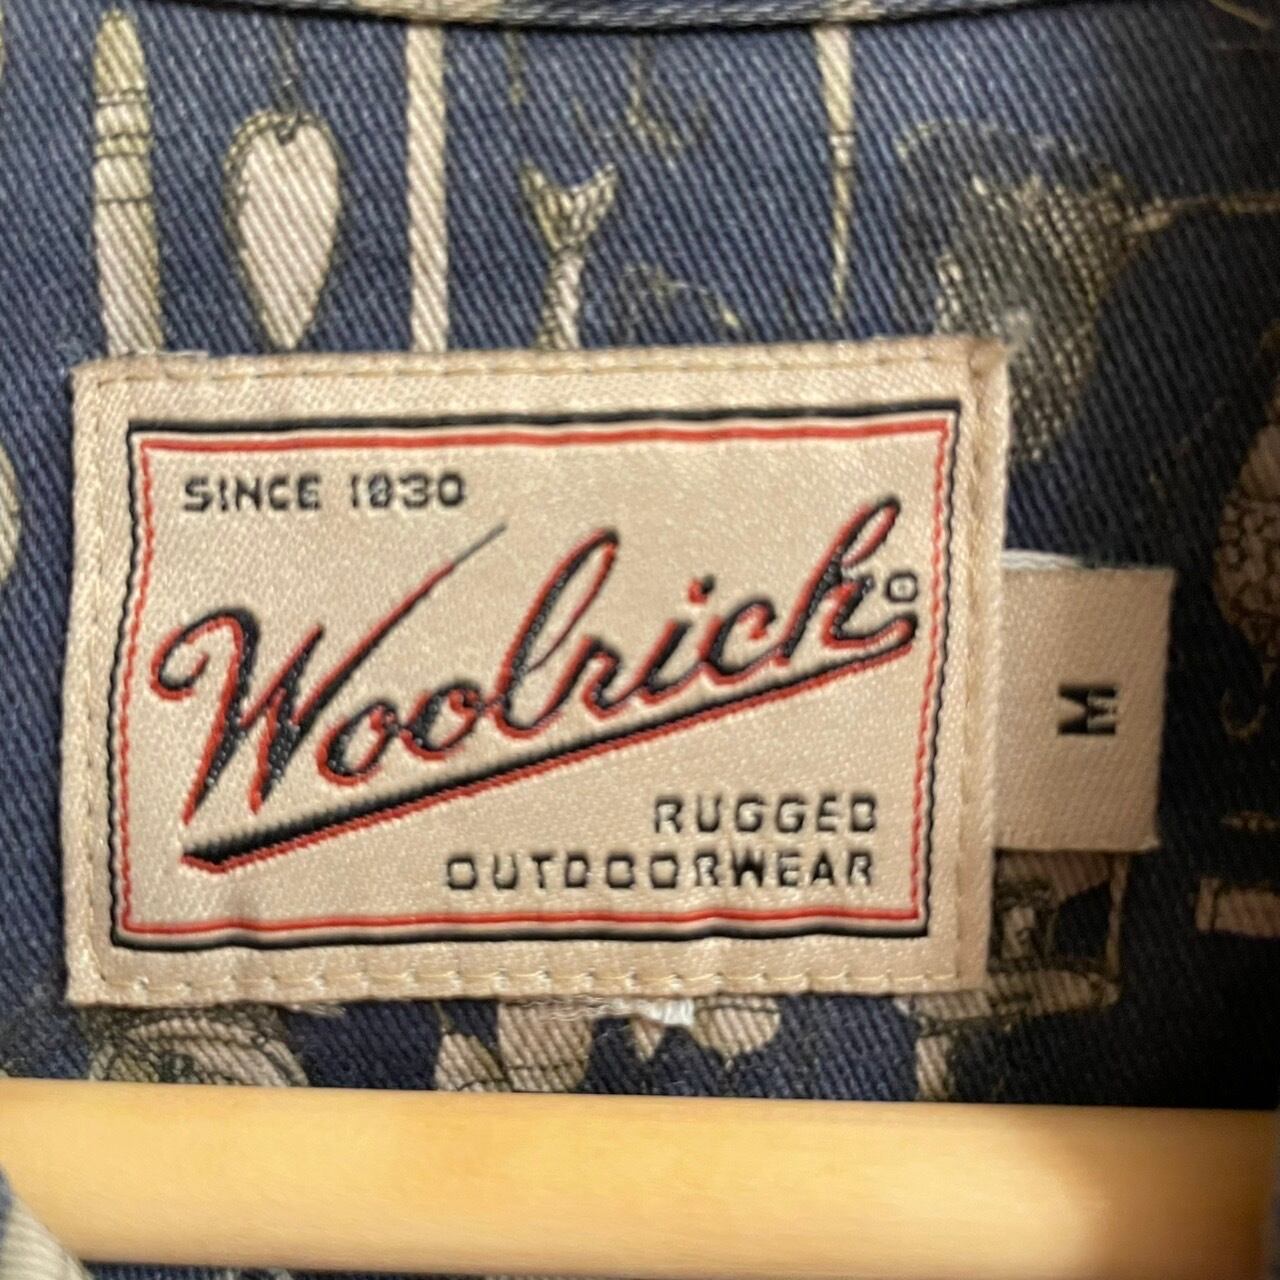 SINCE 1830
Woolrich®
RUGGED
OUTDOORWEAR
M